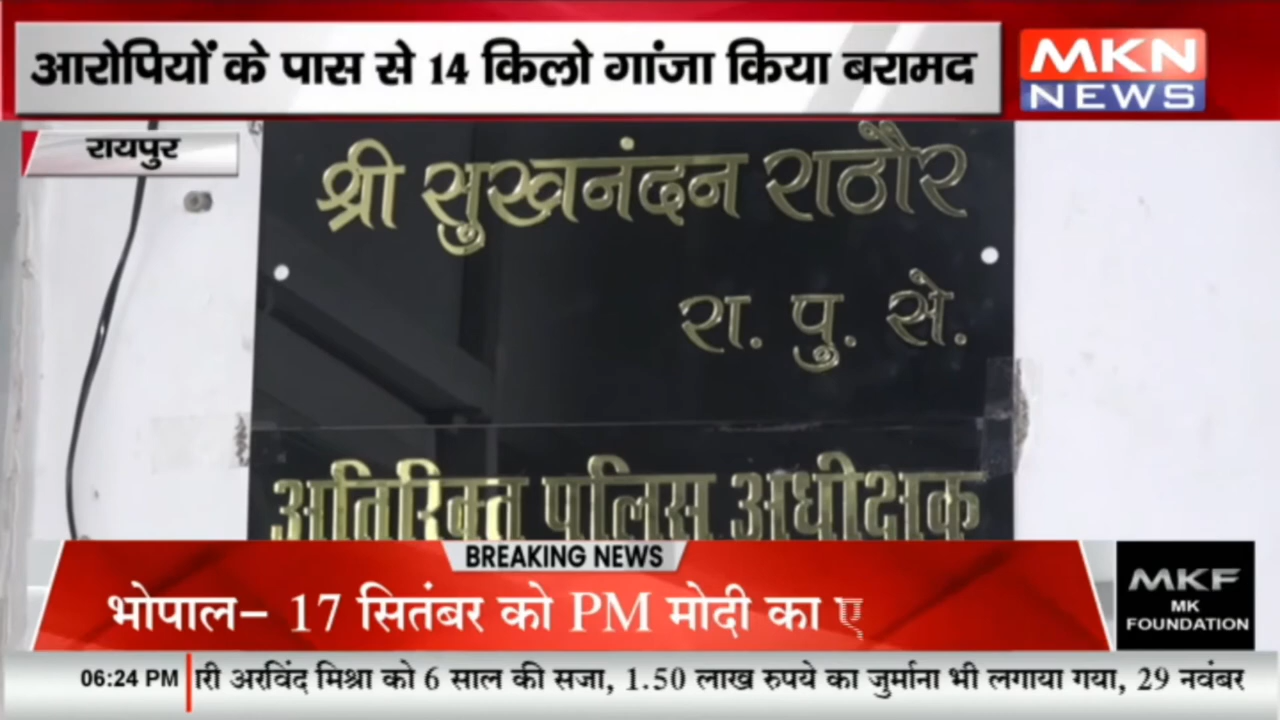 आरोपियों के पास से 14 किलो गांजा किया बरामद
MKN
NEWS
रायपुर
श्री सुखनंदन राठौर
रा. पु. से.
अतिरिक्त पुलिस अधीक्षक
BREAKING NEWS
भोपाल- 17 सितंबर को PM मोदी का
MKF
MK
FOUNDATION
06:24 PM
री अरविंद मिश्रा को 6 साल की सजा, 1.50 लाख रुपये का जुर्माना भी लगाया गया, 29 नवंबर